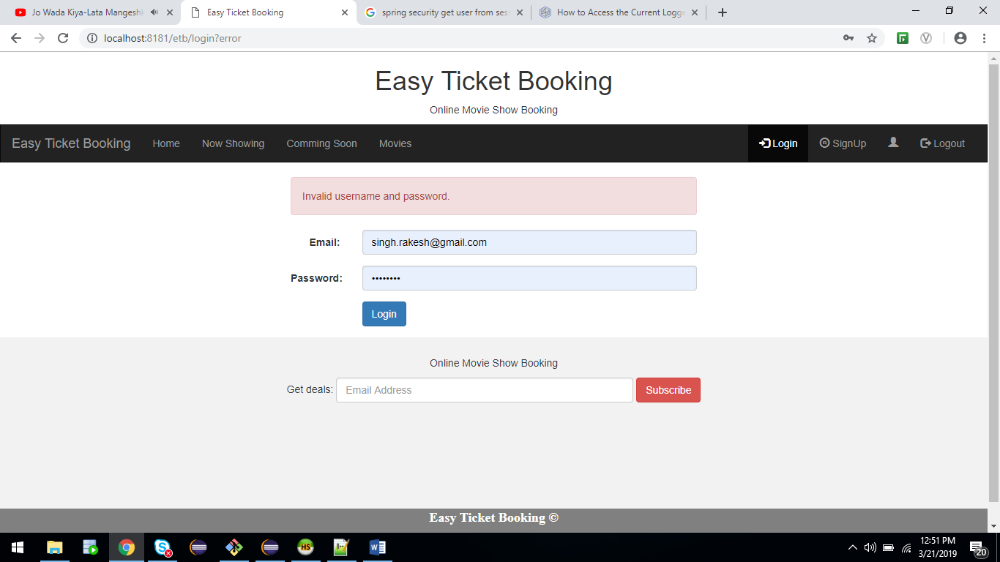 Jo Wada Kiya-Lata Mangeshk
Easy Ticket Booking
spring security get user from ses
How to Access the Current Logge
localhost:8181/etb/login?error
Easy Ticket Booking
Online Movie Show Booking
Easy Ticket Booking Home Now Showing Comming Soon Movies Login SignUp Logout
Invalid username and password.
Email: singh.rakesh@gmail.com
Password: ••••••••
Login
Online Movie Show Booking
Get deals: Email Address Subscribe
Easy Ticket Booking ©
HS
12:51 PM
3/21/2019
20